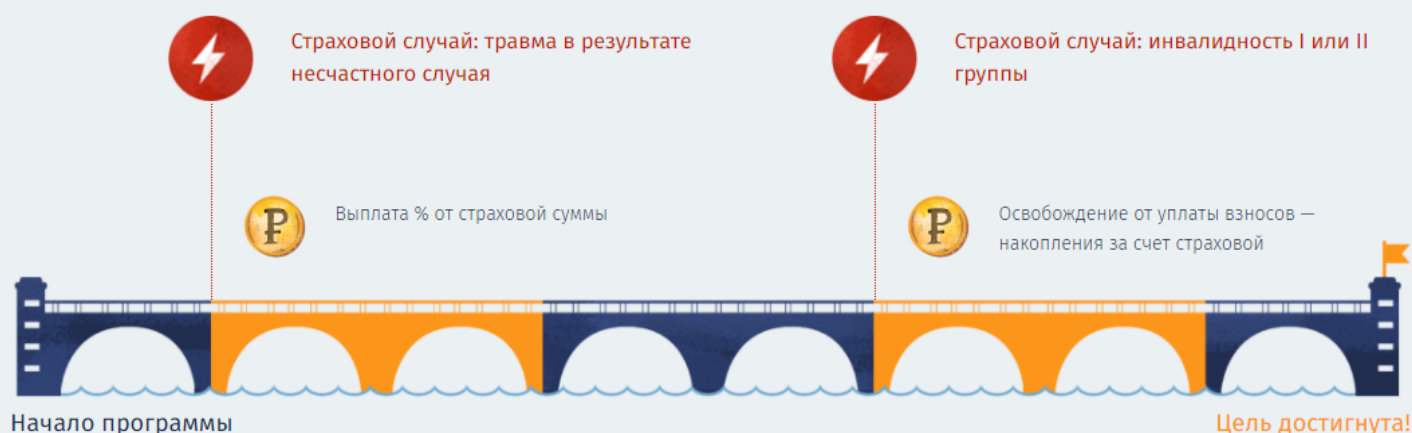 Страховой случай: травма в результате
несчастного случая
Страховой случай: инвалидность I или II
группы
Выплата % от страховой суммы
Освобождение от уплаты взносов —
накопления за счет страховой
Начало программы
Цель достигнута!